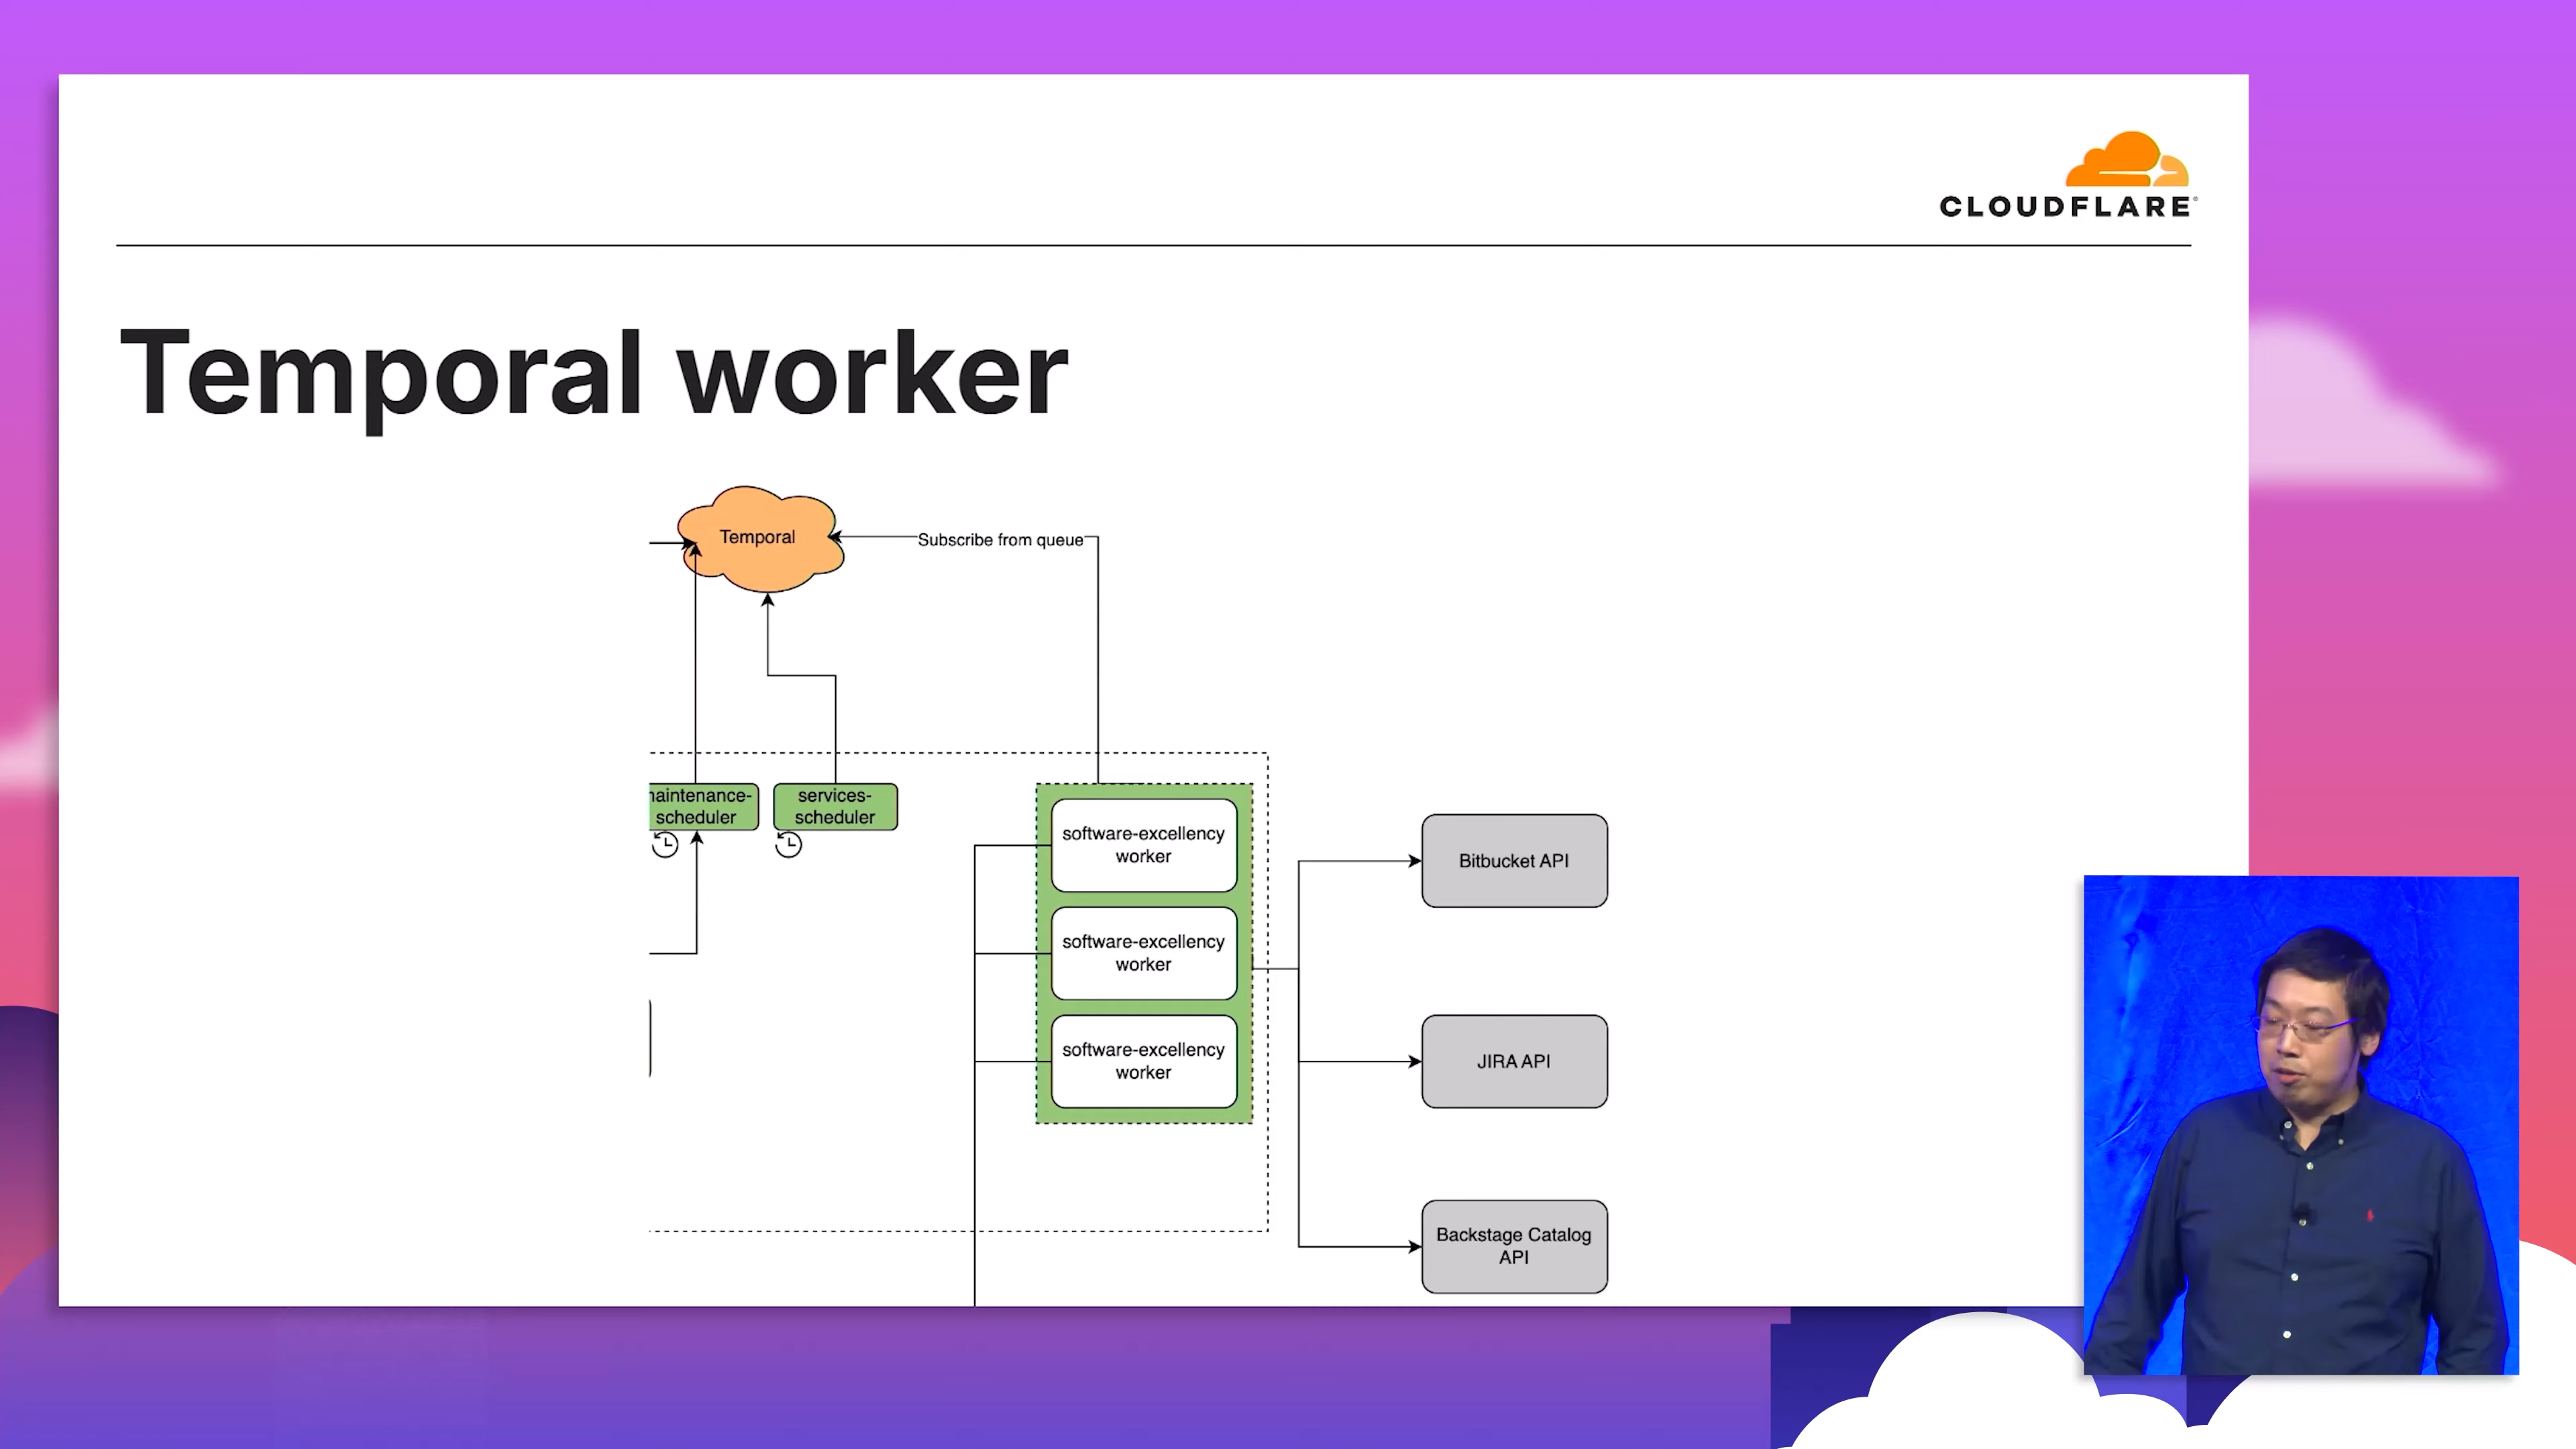 CLOUDFLARE
Temporal worker
Temporal
Subscribe from queue
naintenance-
scheduler
services-
scheduler
software-excellency
worker
software-excellency
worker
software-excellency
worker
Bitbucket API
JIRA API
Backstage Catalog
API